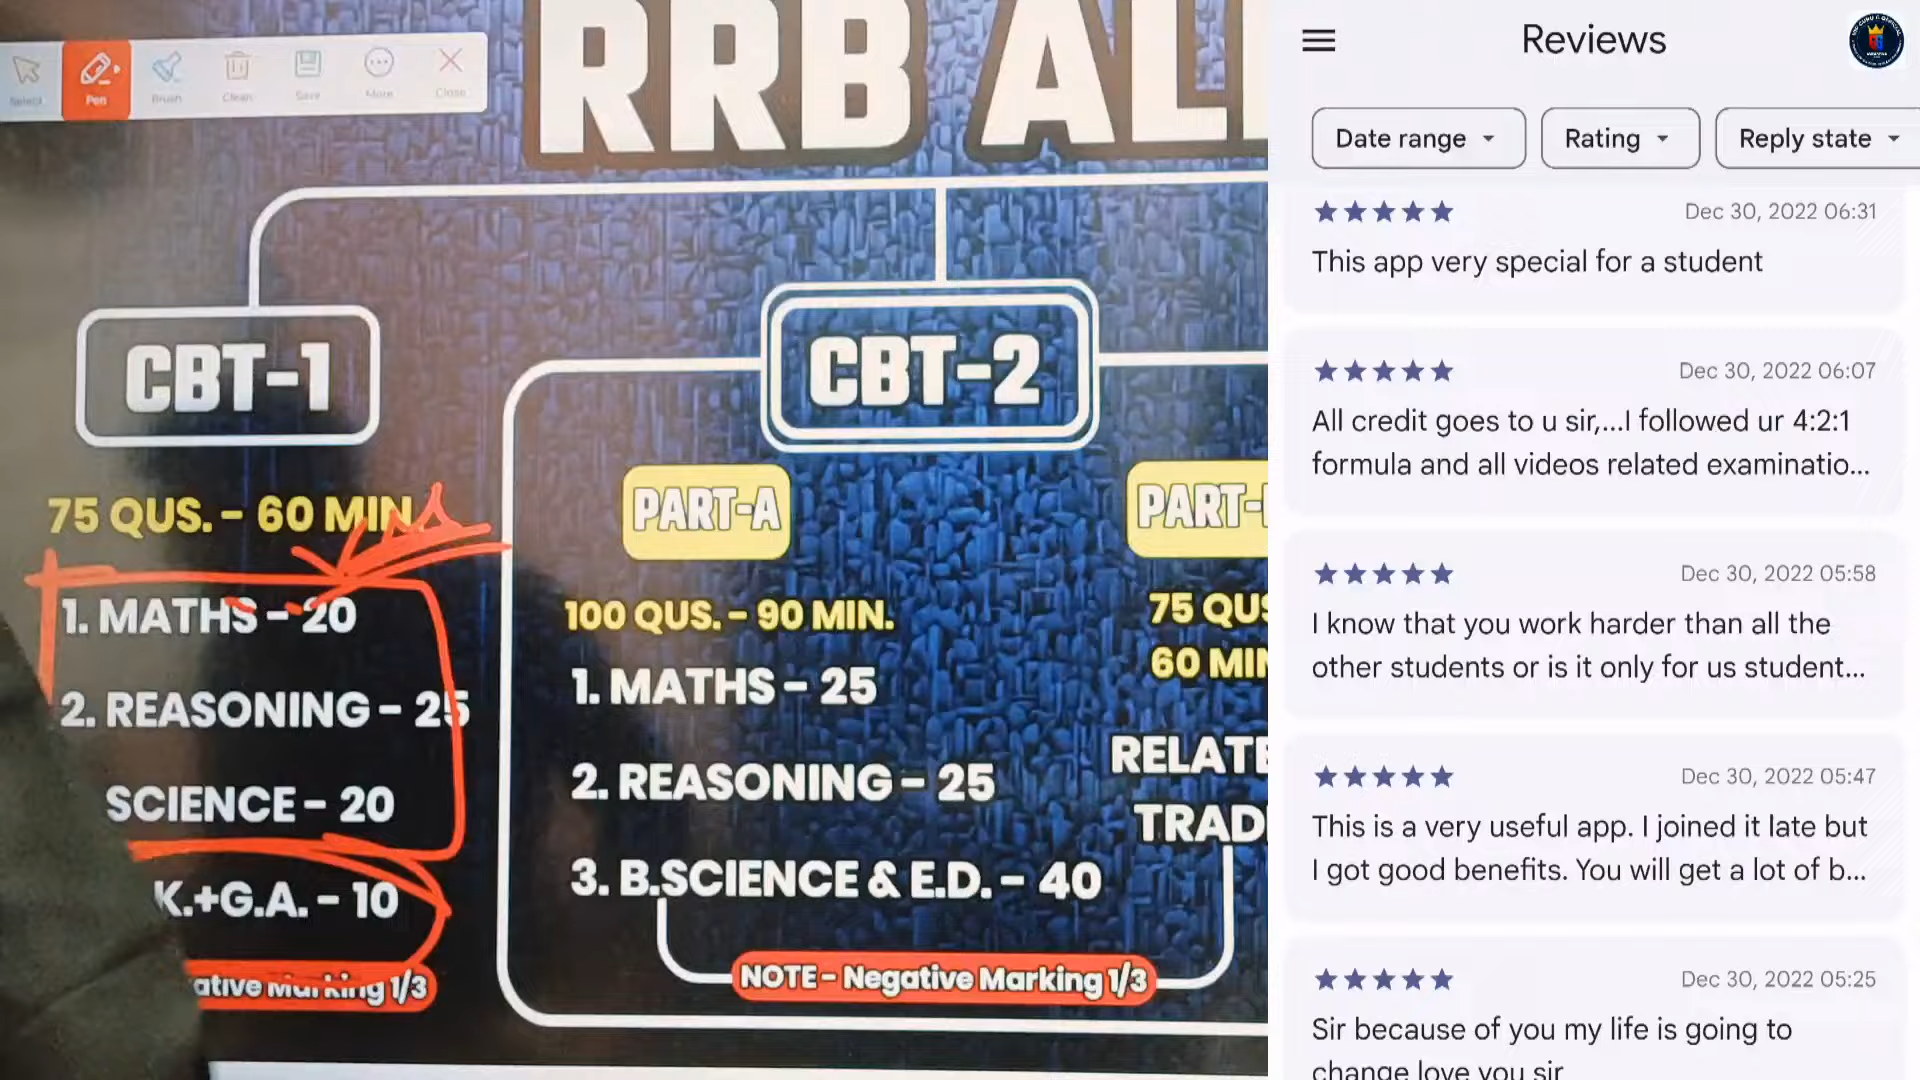 Select
Pen
Brush
Clean
Save
More
Close
RRB AL
CBT-1
75 QUS. - 60 MIN
1. MATHS - 20
2. REASONING - 25
SCIENCE - 20
K.+G.A. - 10
ative Marking 1/3
CBT-2
PART-A
100 QUS. - 90 MIN.
1. MATHS - 25
2. REASONING - 25
3. B.SCIENCE & E.D. - 40
NOTE - Negative Marking 1/3
PART-
75 QUS
60 MIN
RELATE
TRAD
Reviews
Date range
Rating
Reply state
Dec 30, 2022 06:31
This app very special for a student
Dec 30, 2022 06:07
All credit goes to u sir,...I followed ur 4:2:1
formula and all videos related examinatio...
Dec 30, 2022 05:58
I know that you work harder than all the
other students or is it only for us student...
Dec 30, 2022 05:47
This is a very useful app. I joined it late but
I got good benefits. You will get a lot of b...
Dec 30, 2022 05:25
Sir because of you my life is going to
change love you sir